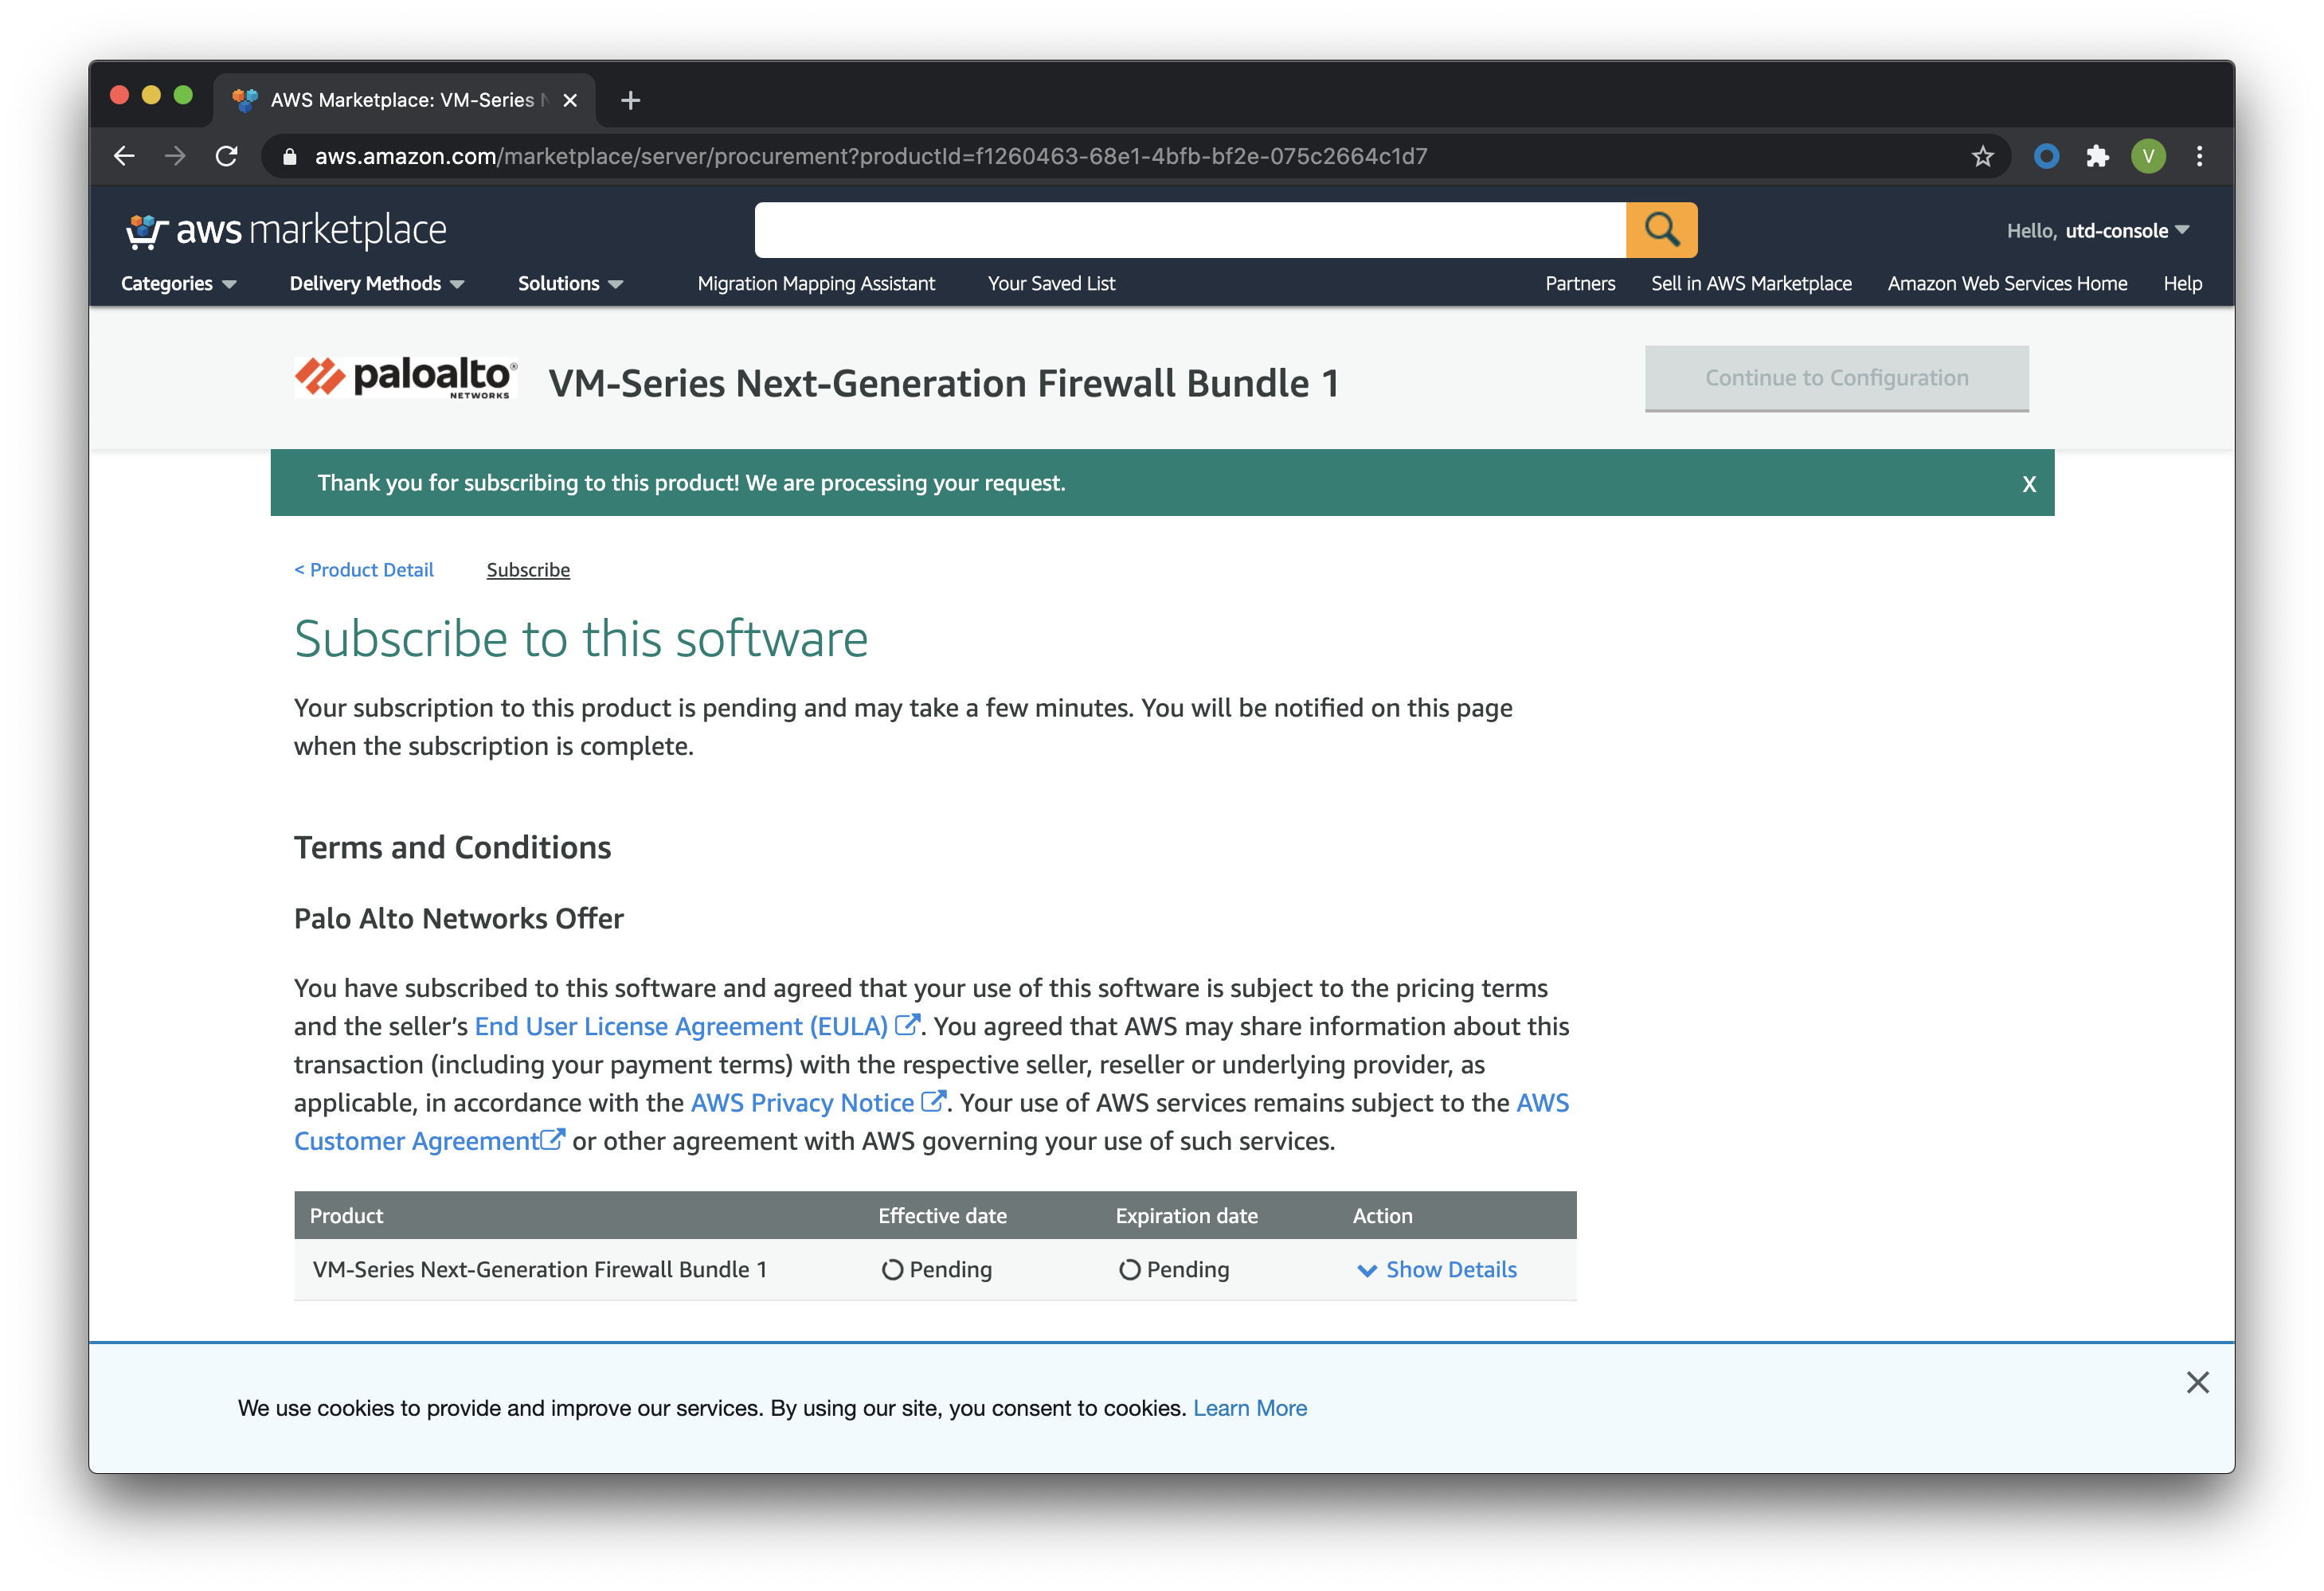 AWS Marketplace: VM-Series
aws.amazon.com/marketplace/server/procurement?productId=f1260463-68e1-4bfb-bf2e-075c2664c1d7
V
aws marketplace
Hello, utd-console
Categories Delivery Methods Solutions Migration Mapping Assistant Your Saved List Partners Sell in AWS Marketplace Amazon Web Services Home Help
paloalto®
NETWORKS
VM-Series Next-Generation Firewall Bundle 1
Continue to Configuration
Thank you for subscribing to this product! We are processing your request.
X
< Product Detail Subscribe
Subscribe to this software
Your subscription to this product is pending and may take a few minutes. You will be notified on this page
when the subscription is complete.
Terms and Conditions
Palo Alto Networks Offer
You have subscribed to this software and agreed that your use of this software is subject to the pricing terms
and the seller’s End User License Agreement (EULA) . You agreed that AWS may share information about this
transaction (including your payment terms) with the respective seller, reseller or underlying provider, as
applicable, in accordance with the AWS Privacy Notice . Your use of AWS services remains subject to the AWS
Customer Agreement or other agreement with AWS governing your use of such services.
Product Effective date Expiration date Action
VM-Series Next-Generation Firewall Bundle 1 Pending Pending Show Details
We use cookies to provide and improve our services. By using our site, you consent to cookies. Learn More